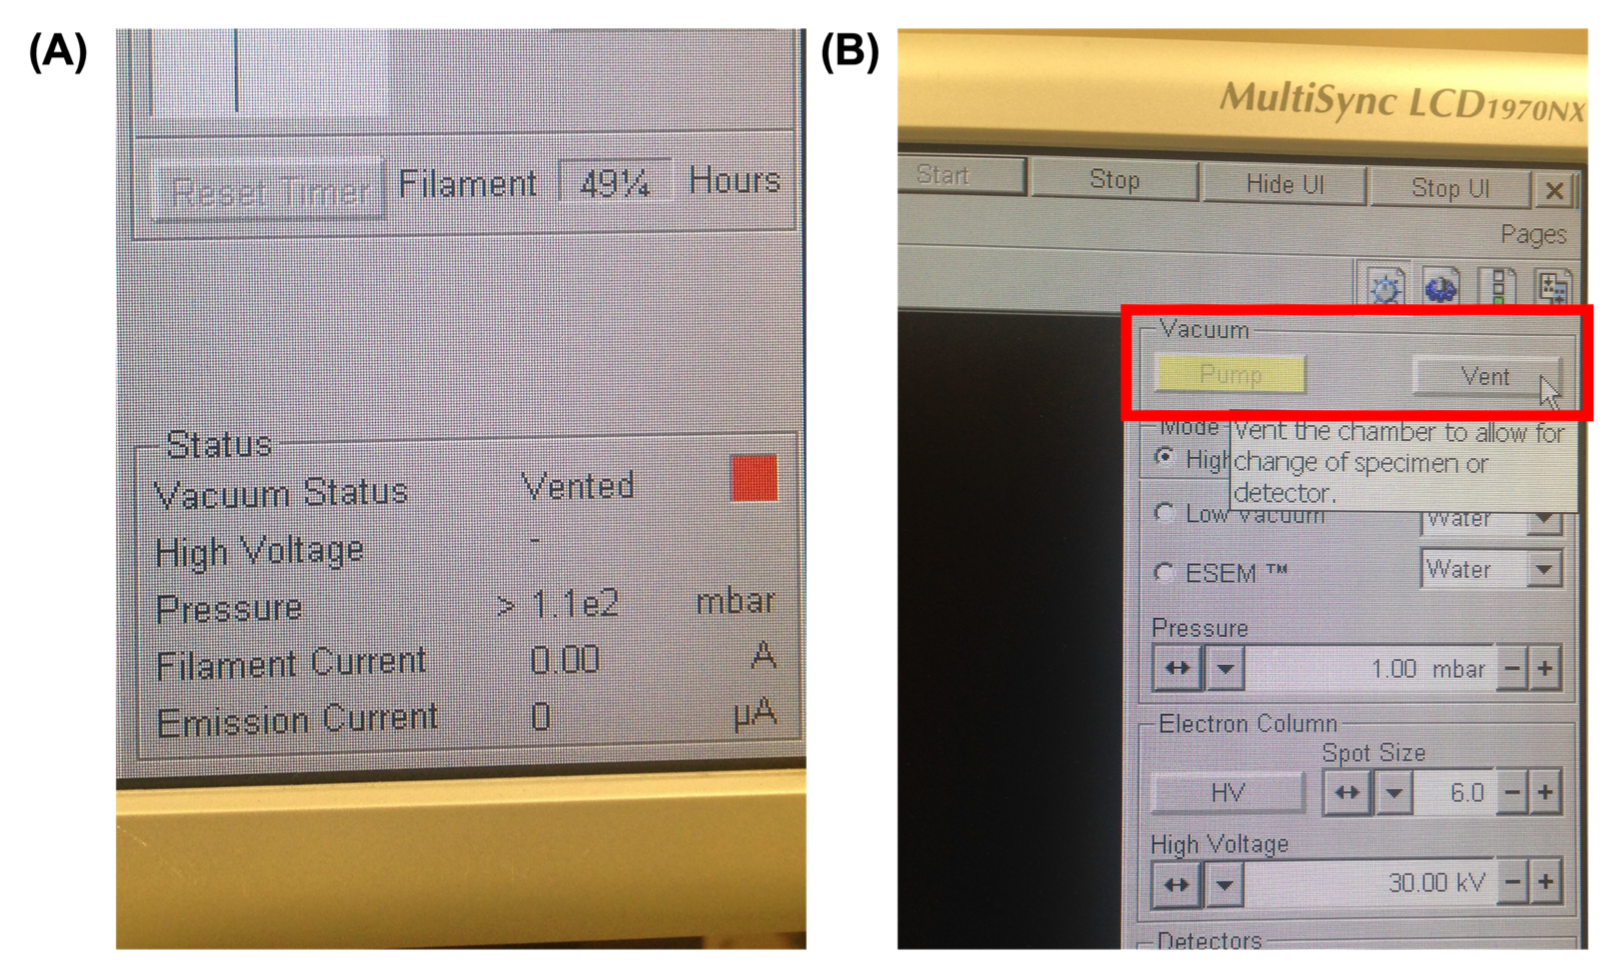 (A)
Reset Timer Filament 49¼ Hours
Status
Vacuum Status Vented
High Voltage -
Pressure > 1.1e2 mbar
Filament Current 0.00 A
Emission Current 0 µA
(B)
MultiSync LCD1970NX
Start Stop Hide UI Stop UI X
Pages
Vacuum
Pump Vent
Mode
High
Vent the chamber to allow for
change of specimen or
detector.
Low Vacuum Water
ESEM ™ Water
Pressure
1.00 mbar - +
Electron Column
Spot Size
HV 6.0 - +
High Voltage
30.00 kV - +
Detectors